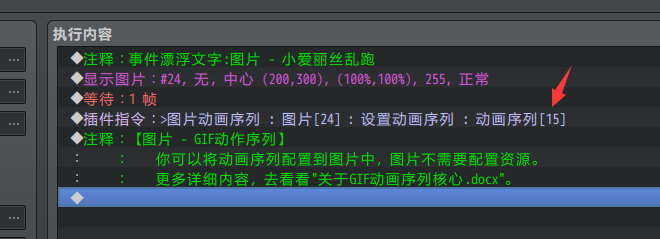 执行内容
◆注释：事件漂浮文字:图片 - 小爱丽丝乱跑
◆显示图片：#24, 无, 中心 (200,300), (100%,100%), 255, 正常
◆等待：1 帧
◆插件指令：>图片动画序列 : 图片[24] : 设置动画序列 : 动画序列[15]
◆注释：【图片 - GIF动作序列】
：　　：　　你可以将动画序列配置到图片中，图片不需要配置资源。
：　　：　　更多详细内容，去看看"关于GIF动画序列核心.docx"。
◆